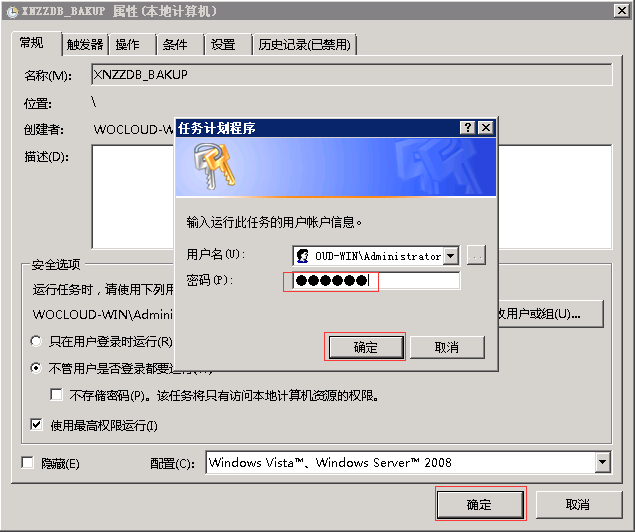 XNZZDB_BAKUP 属性(本地计算机)
常规 触发器 操作 条件 设置 历史记录(已禁用)
名称(M): XNZZDB_BAKUP
位置: \
创建者: WOCLOUD-W
描述(D):
任务计划程序
输入运行此任务的用户帐户信息。
用户名(U): OUD-WIN\Administrator ...
密码(P): ●●●●●●
确定 取消
安全选项
运行任务时，请使用下列用
WOCLOUD-WIN\Admini 用户或组(U)...
只在用户登录时运行(R)
不管用户是否登录都要运行(W)
不存储密码(P)。该任务将只有访问本地计算机资源的权限。
使用最高权限运行(I)
隐藏(E) 配置(C): Windows Vista™、Windows Server™ 2008
确定 取消